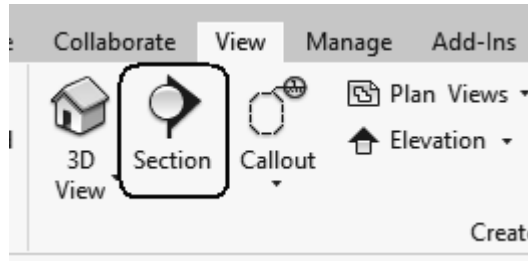 Collaborate View Manage Add-Ins
3D View
Section
Callout
Plan Views
Elevation